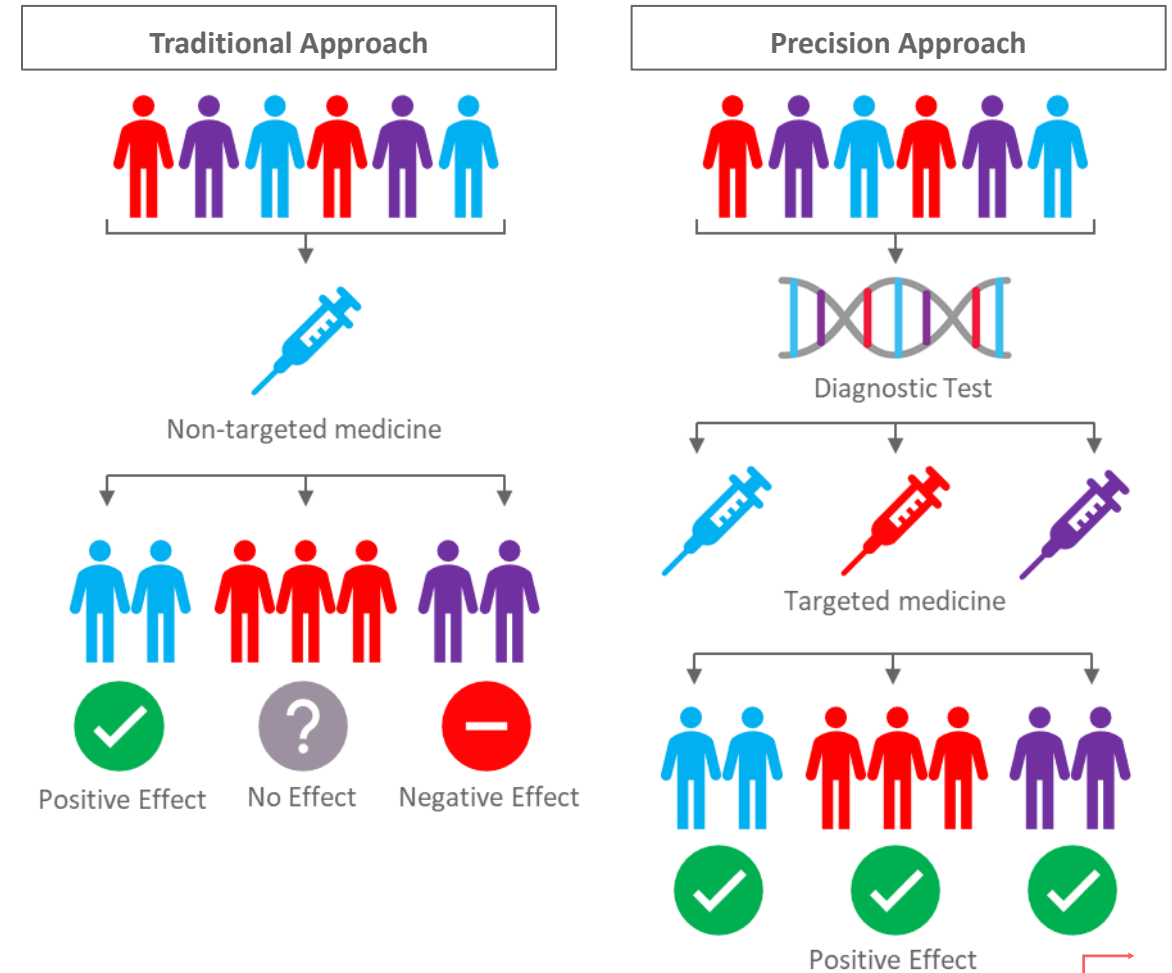 Traditional Approach
Non-targeted medicine
Positive Effect
No Effect
Negative Effect
Precision Approach
Diagnostic Test
Targeted medicine
Positive Effect